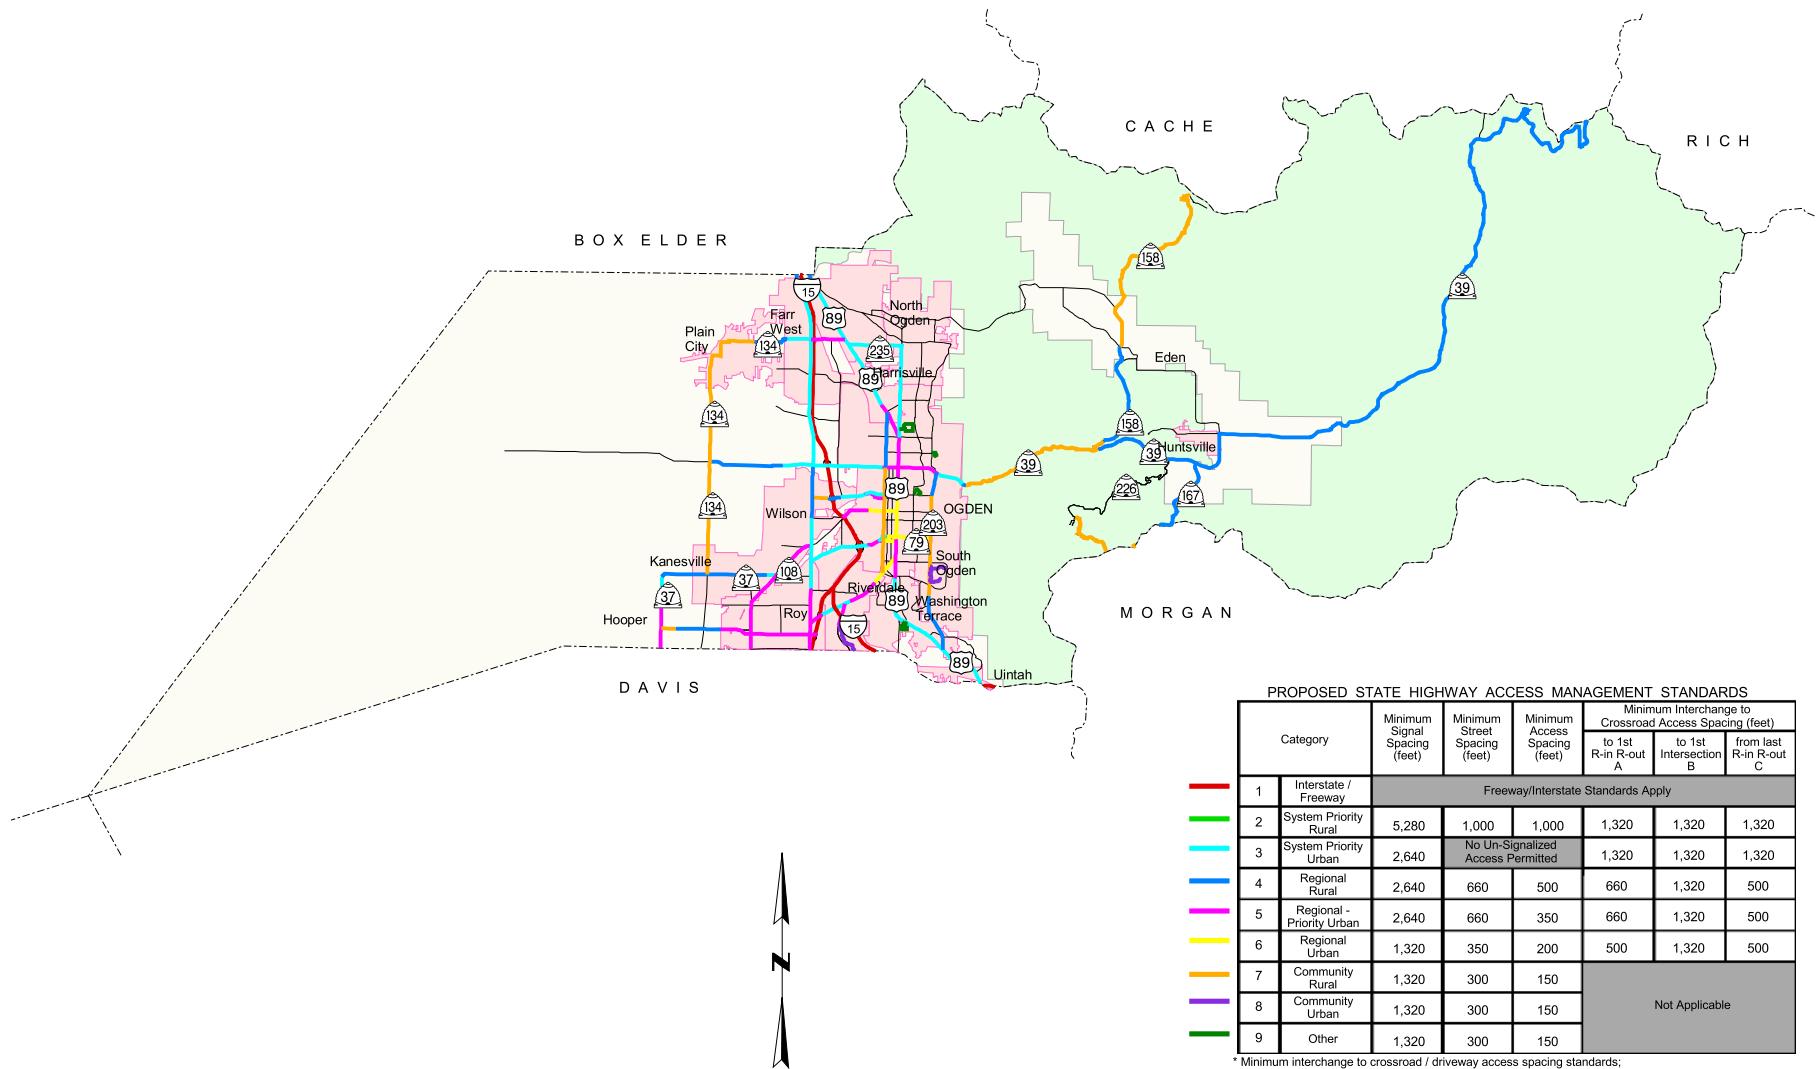 CACHE
RICH
BOX ELDER
158
39
15
89
North
Ogden
Farr
West
Plain
City
134
235
Harrisville
89
Eden
134
158
39
Huntsville
39
226
167
134
89
Wilson
OGDEN
203
79
South
Ogden
Kanesville
37
108
37
Riverdale
89
Washington
Terrace
Roy
Hooper
15
MORGAN
89
Uintah
DAVIS
N
PROPOSED STATE HIGHWAY ACCESS MANAGEMENT STANDARDS
Category
Minimum
Signal
Spacing
(feet)
Minimum
Street
Spacing
(feet)
Minimum
Access
Spacing
(feet)
Minimum Interchange to
Crossroad Access Spacing (feet)
to 1st
R-in R-out
A
to 1st
Intersection
B
from last
R-in R-out
C
1 Interstate /
Freeway
Freeway/Interstate Standards Apply
2 System Priority
Rural
5,280 1,000 1,000 1,320 1,320 1,320
3 System Priority
Urban
2,640
No Un-Signalized
Access Permitted
1,320 1,320 1,320
4 Regional
Rural
2,640 660 500 660 1,320 500
5 Regional -
Priority Urban
2,640 660 350 660 1,320 500
6 Regional
Urban
1,320 350 200 500 1,320 500
7 Community
Rural
1,320 300 150
8 Community
Urban
1,320 300 150
Not Applicable
9 Other 1,320 300 150
* Minimum interchange to crossroad / driveway access spacing standards;